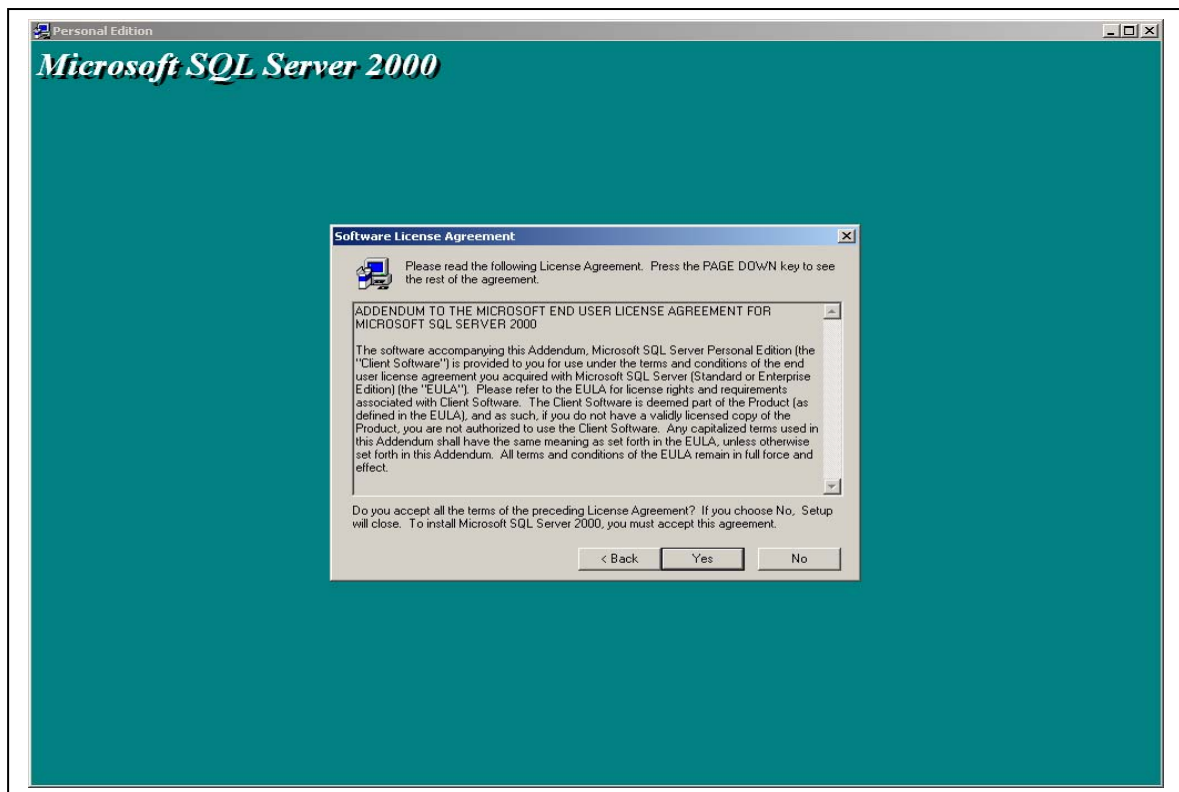 Personal Edition
Microsoft SQL Server 2000
Software License Agreement
Please read the following License Agreement. Press the PAGE DOWN key to see
the rest of the agreement.
ADDENDUM TO THE MICROSOFT END USER LICENSE AGREEMENT FOR
MICROSOFT SQL SERVER 2000
The software accompanying this Addendum, Microsoft SQL Server Personal Edition (the
"Client Software") is provided to you for use under the terms and conditions of the end
user license agreement you acquired with Microsoft SQL Server (Standard or Enterprise
Edition) (the "EULA"). Please refer to the EULA for license rights and requirements
associated with Client Software. The Client Software is deemed part of the Product (as
defined in the EULA), and as such, if you do not have a validly licensed copy of the
Product, you are not authorized to use the Client Software. Any capitalized terms used in
this Addendum shall have the same meaning as set forth in the EULA, unless otherwise
set forth in this Addendum. All terms and conditions of the EULA remain in full force and
effect.
Do you accept all the terms of the preceding License Agreement? If you choose No, Setup
will close. To install Microsoft SQL Server 2000, you must accept this agreement.
< Back Yes No